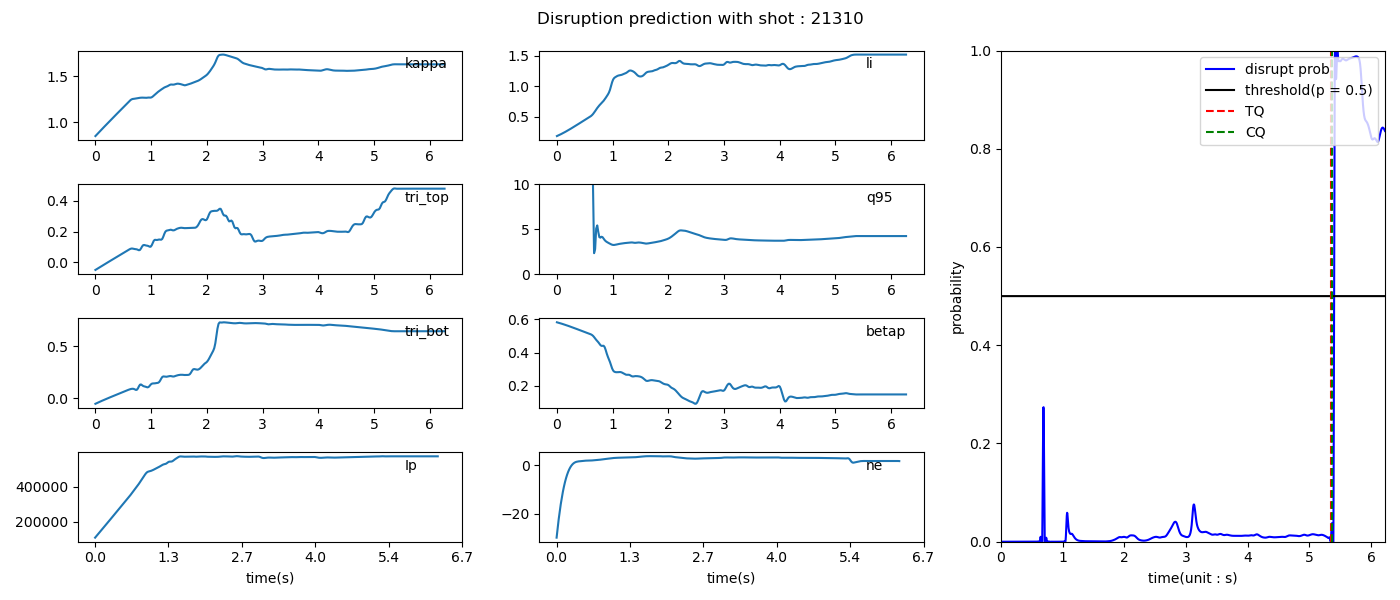 Disruption prediction with shot : 21310
kappa
1.5
1.0
0 1 2 3 4 5 6
li
1.5
1.0
0.5
0 1 2 3 4 5 6
tri_top
0.4
0.2
0.0
0 1 2 3 4 5 6
q95
10
5
0
0 1 2 3 4 5 6
tri_bot
0.5
0.0
0 1 2 3 4 5 6
betap
0.6
0.4
0.2
0 1 2 3 4 5 6
Ip
400000
200000
0.0 1.3 2.7 4.0 5.4 6.7
time(s)
ne
0
−20
0.0 1.3 2.7 4.0 5.4 6.7
time(s)
disrupt prob
threshold(p = 0.5)
TQ
CQ
1.0
0.8
0.6
0.4
0.2
0.0
probability
0 1 2 3 4 5 6
time(unit : s)